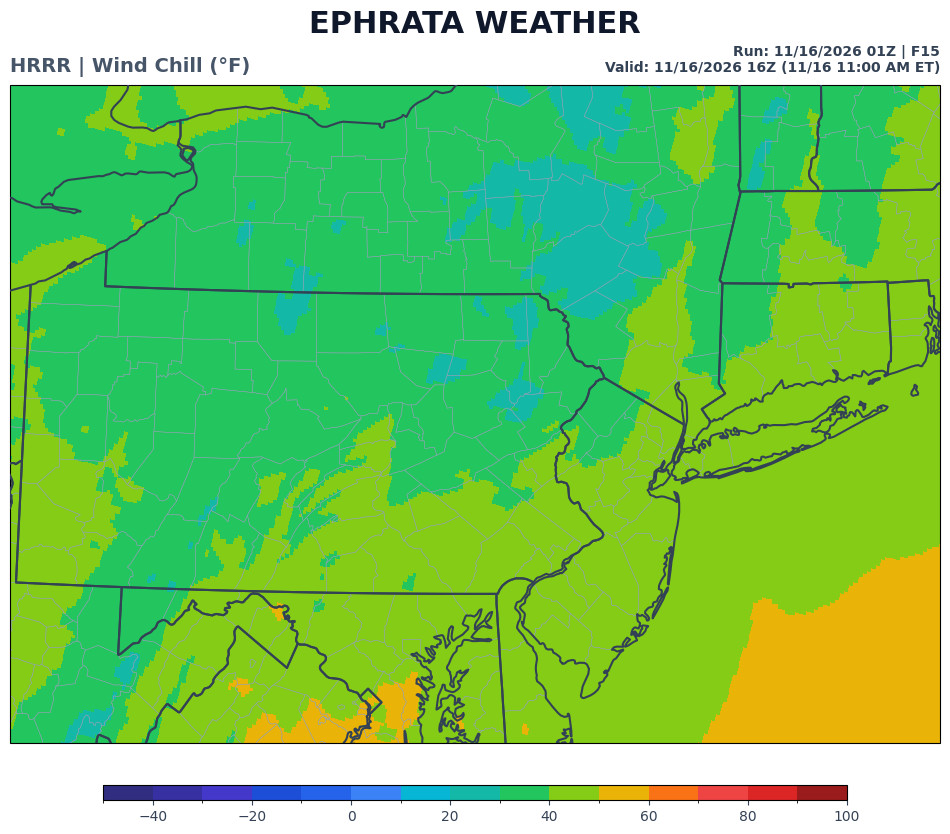 EPHRATA WEATHER
HRRR | Wind Chill (°F)
Run: 11/16/2026 01Z | F15
Valid: 11/16/2026 16Z (11/16 11:00 AM ET)
−40 −20 0 20 40 60 80 100